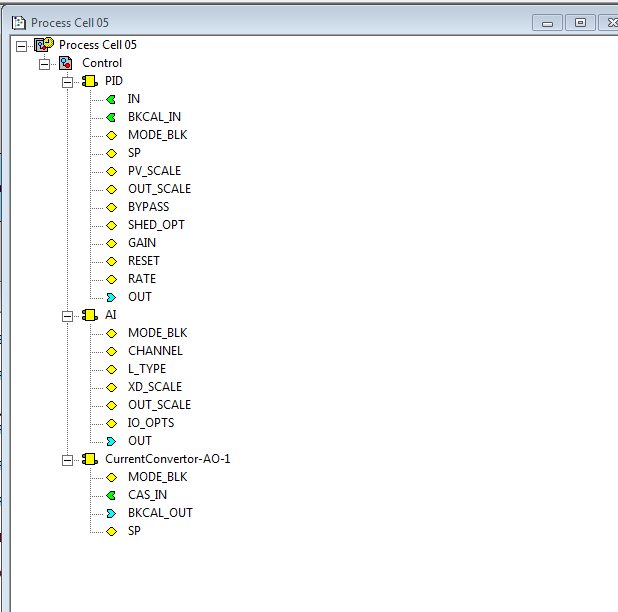 Process Cell 05
Process Cell 05
Control
PID
IN
BKCAL_IN
MODE_BLK
SP
PV_SCALE
OUT_SCALE
BYPASS
SHED_OPT
GAIN
RESET
RATE
OUT
AI
MODE_BLK
CHANNEL
L_TYPE
XD_SCALE
OUT_SCALE
IO_OPTS
OUT
CurrentConvertor-AO-1
MODE_BLK
CAS_IN
BKCAL_OUT
SP